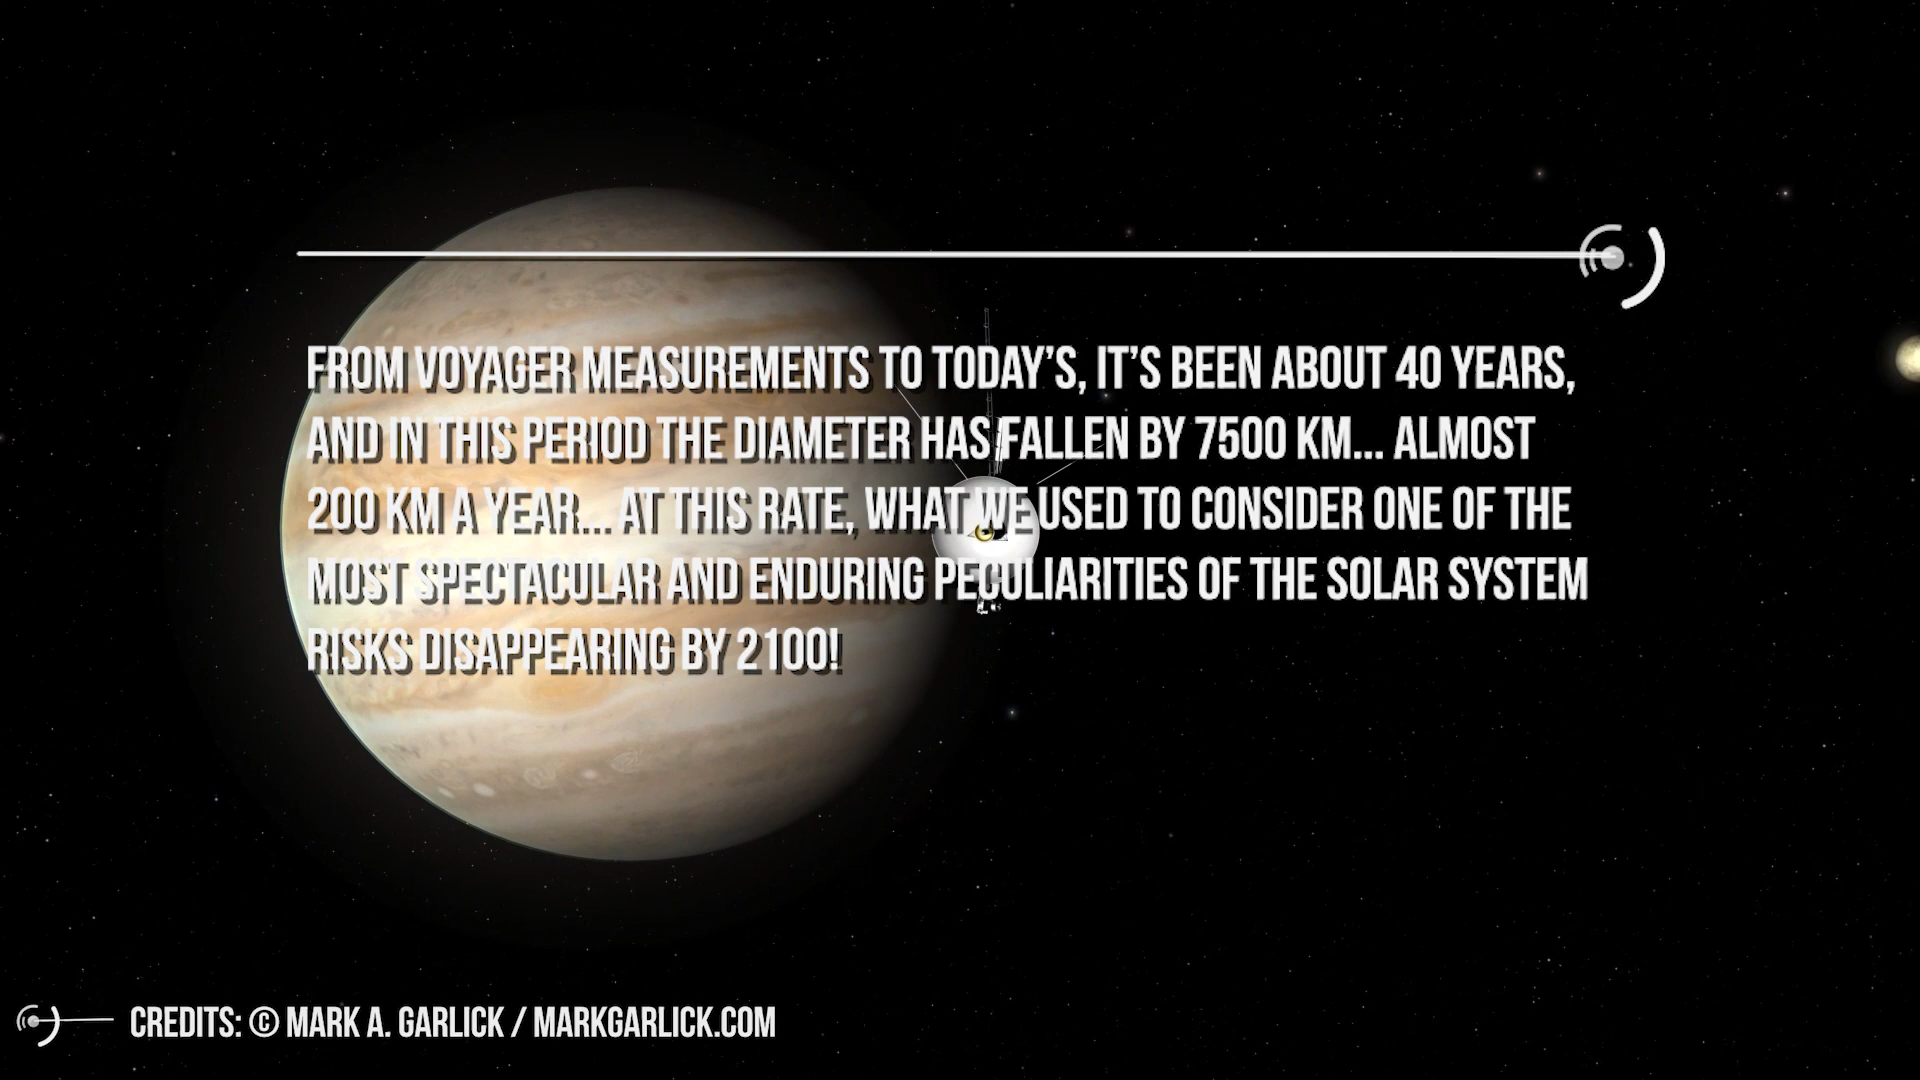 FROM VOYAGER MEASUREMENTS TO TODAY'S, IT'S BEEN ABOUT 40 YEARS,
AND IN THIS PERIOD THE DIAMETER HAS FALLEN BY 7500 KM... ALMOST
200 KM A YEAR... AT THIS RATE, WHAT WE USED TO CONSIDER ONE OF THE
MOST SPECTACULAR AND ENDURING PECULIARITIES OF THE SOLAR SYSTEM
RISKS DISAPPEARING BY 2100!
CREDITS: © MARK A. GARLICK / MARKGARLICK.COM